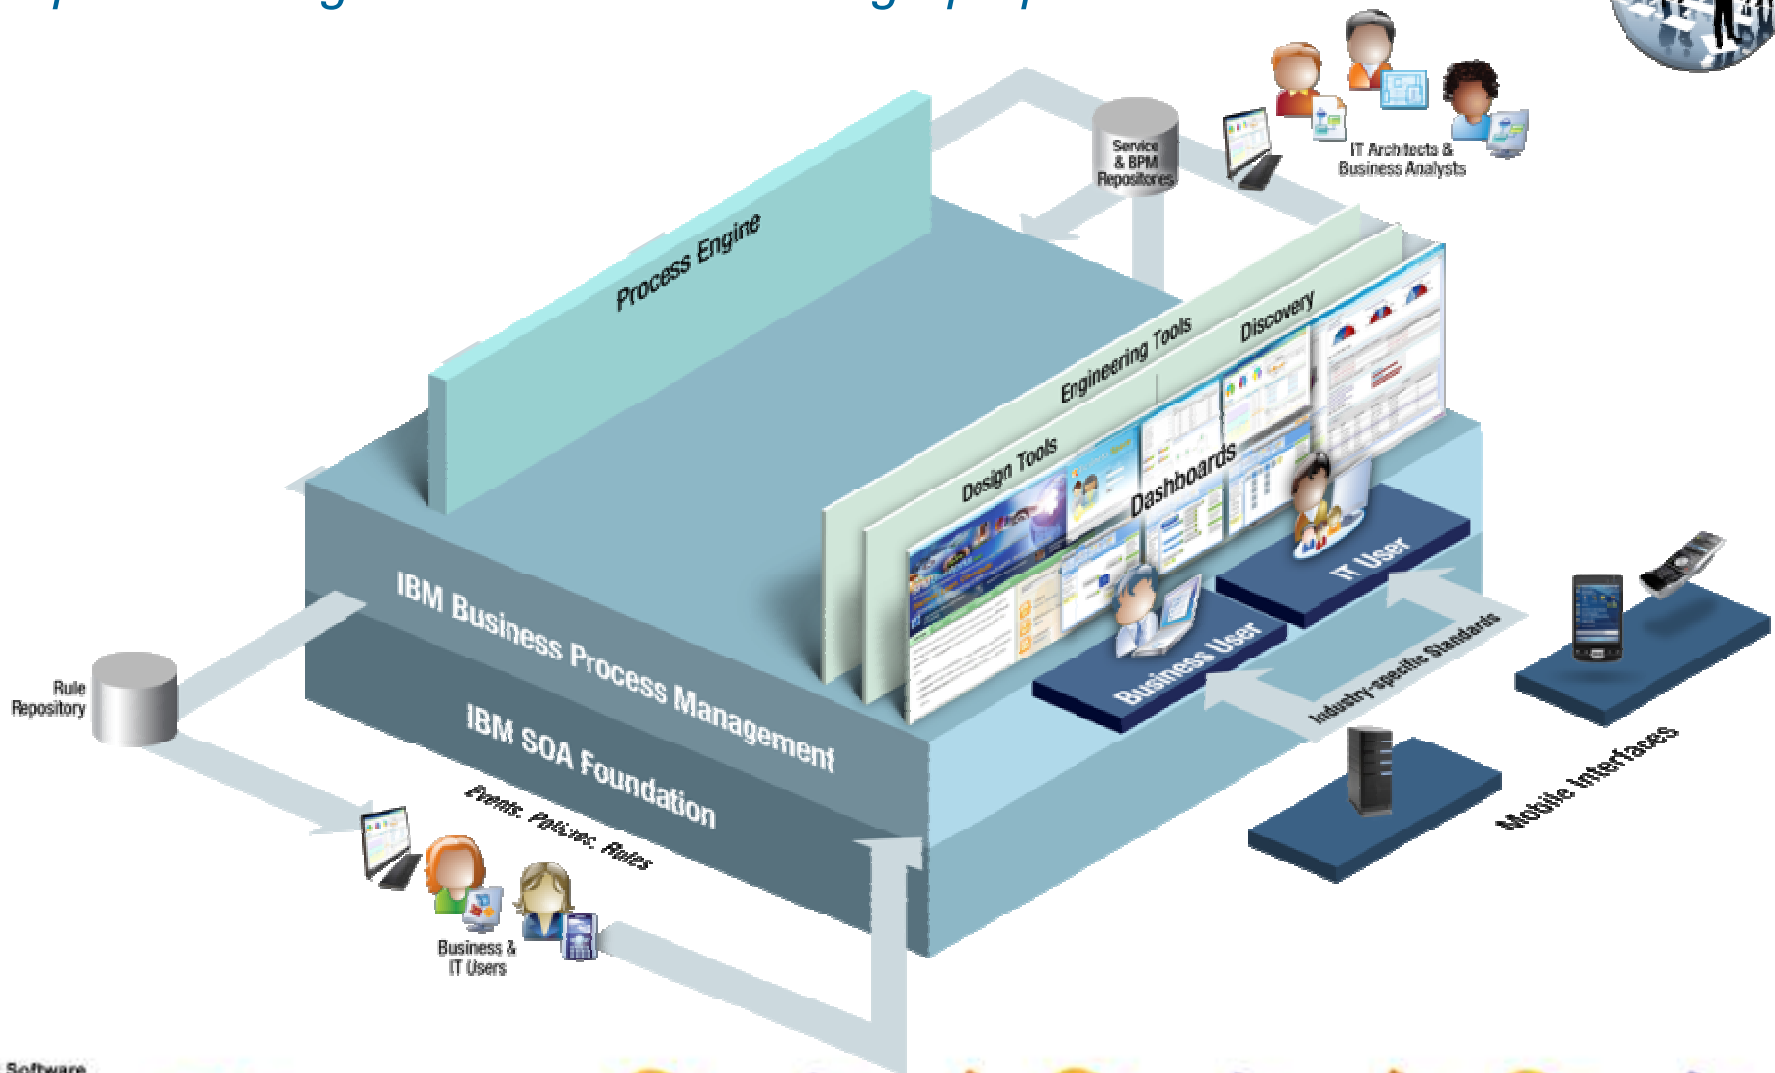 Service
& BPM
Repositores
IT Architects &
Business Analysts
Process Engine
Engineering Tools
Discovery
Design Tools
Dashboards
IT User
Business User
Industry-specific Standards
Mobile Interfaces
IBM Business Process Management
IBM SOA Foundation
Events, Policies, Rules
Rule
Repository
Business &
IT Users
Software